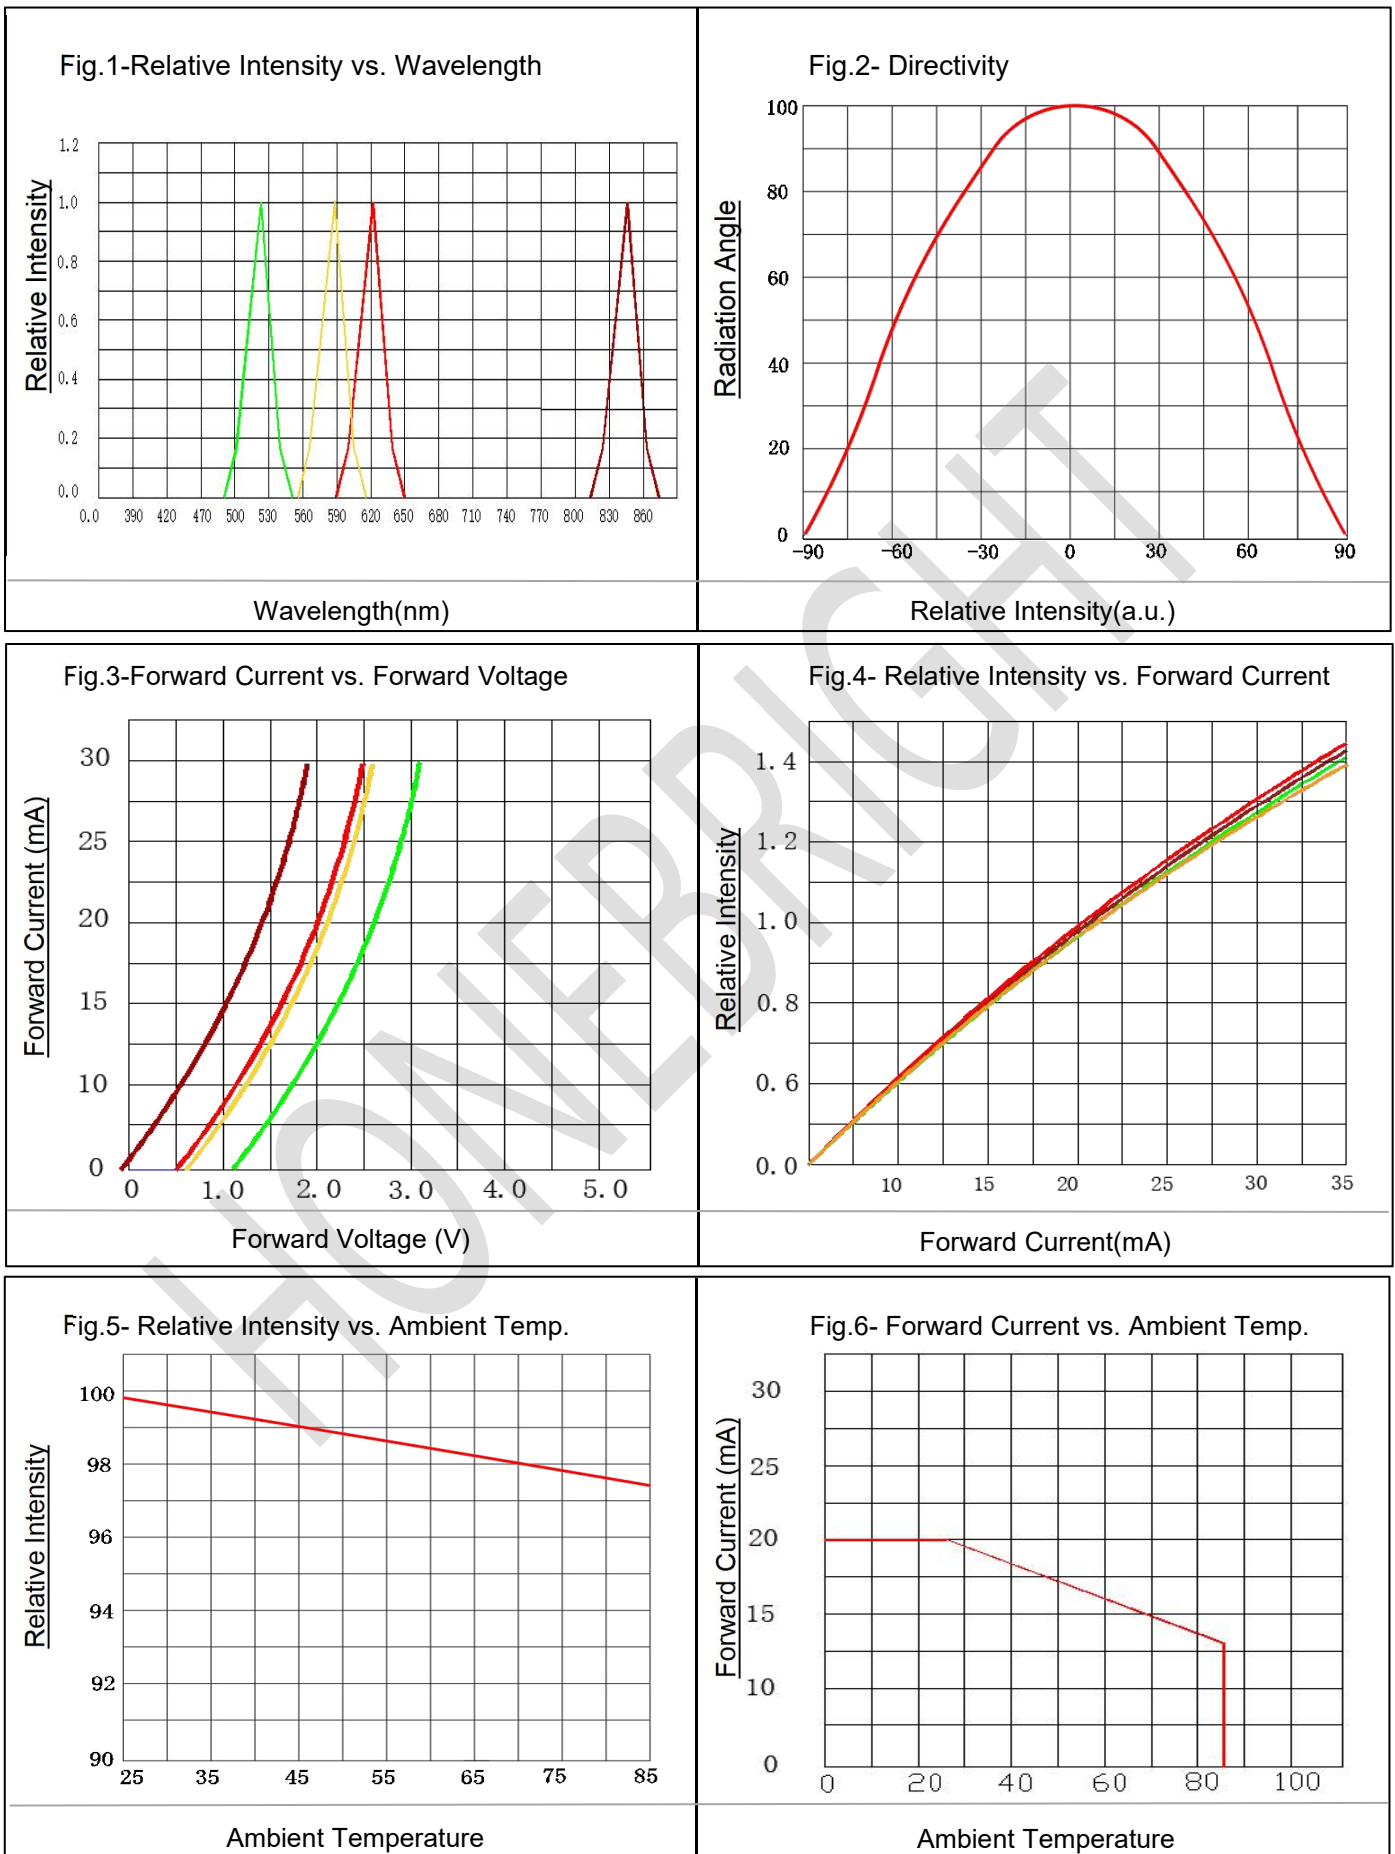 Fig.1-Relative Intensity vs. Wavelength
Relative Intensity
1.2
1.0
0.8
0.6
0.4
0.2
0.0
0.0 390 420 470 500 530 560 590 620 650 680 710 740 770 800 830 860
Wavelength(nm)
Fig.2- Directivity
Radiation Angle
100
80
60
40
20
0
-90 -60 -30 0 30 60 90
Relative Intensity(a.u.)
Fig.3-Forward Current vs. Forward Voltage
Forward Current (mA)
30
25
20
15
10
0
0 1.0 2.0 3.0 4.0 5.0
Forward Voltage (V)
Fig.4- Relative Intensity vs. Forward Current
Relative Intensity
1.4
1.2
1.0
0.8
0.6
0.0
10 15 20 25 30 35
Forward Current(mA)
Fig.5- Relative Intensity vs. Ambient Temp.
Relative Intensity
100
98
96
94
92
90
25 35 45 55 65 75 85
Ambient Temperature
Fig.6- Forward Current vs. Ambient Temp.
Forward Current (mA)
30
25
20
15
10
0
0 20 40 60 80 100
Ambient Temperature
HONEBRIGHT